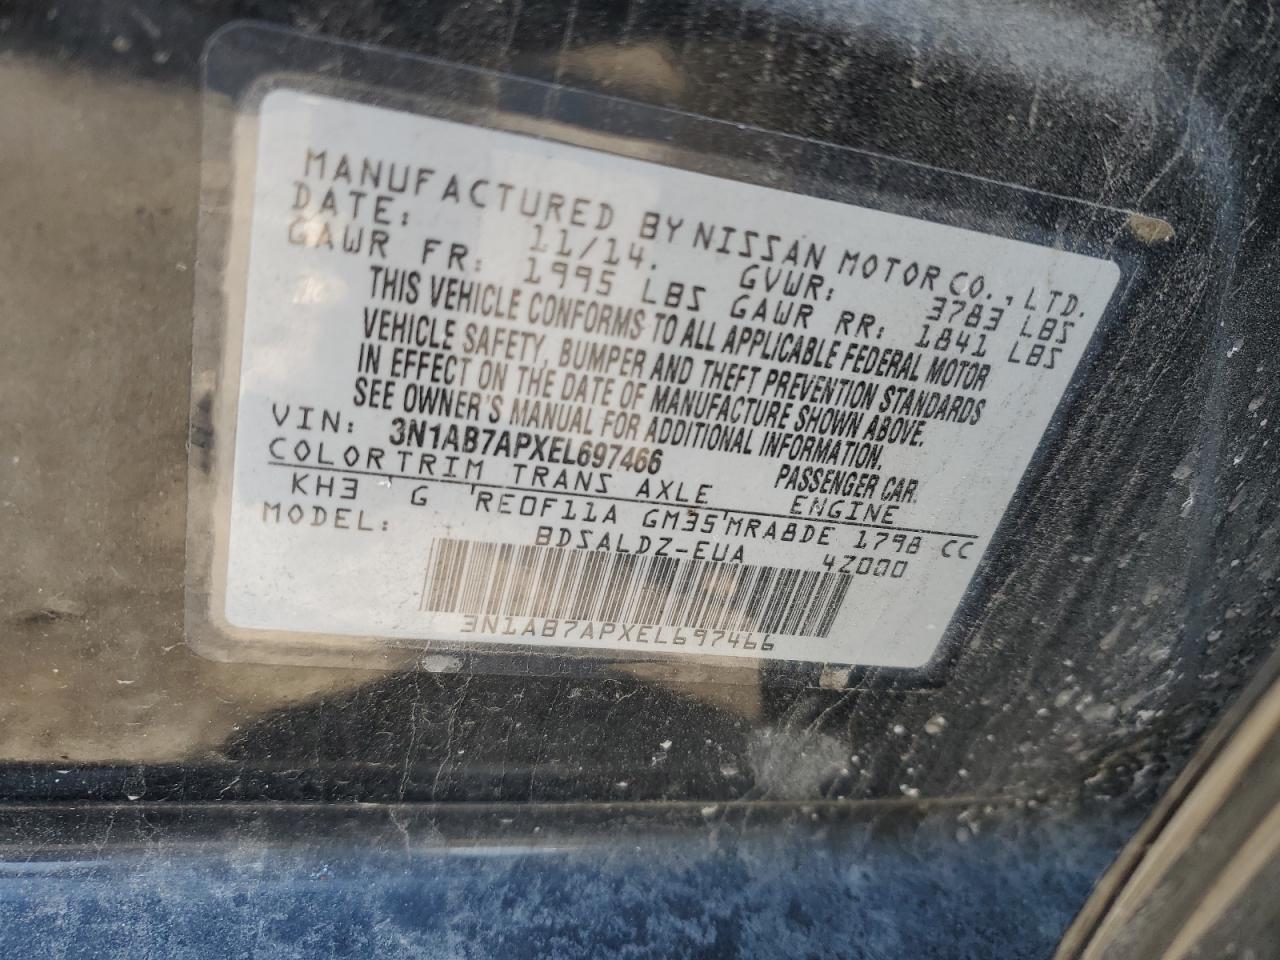 MANUFACTURED BY NISSAN MOTOR CO., LTD.
DATE: 11/14. GVWR: 3783 LBS
GAWR FR: 1995 LBS GAWR RR: 1841 LBS
THIS VEHICLE CONFORMS TO ALL APPLICABLE FEDERAL MOTOR
VEHICLE SAFETY, BUMPER AND THEFT PREVENTION STANDARDS
IN EFFECT ON THE DATE OF MANUFACTURE SHOWN ABOVE.
SEE OWNER'S MANUAL FOR ADDITIONAL INFORMATION.
VIN: 3N1AB7APXEL697466 PASSENGER CAR
COLOR TRIM TRANS AXLE ENGINE
KH3 G RE0F11A GM35 MRA8DE 1798 CC
MODEL: BDSALDZ-EUA 42000
3N1AB7APXEL697466